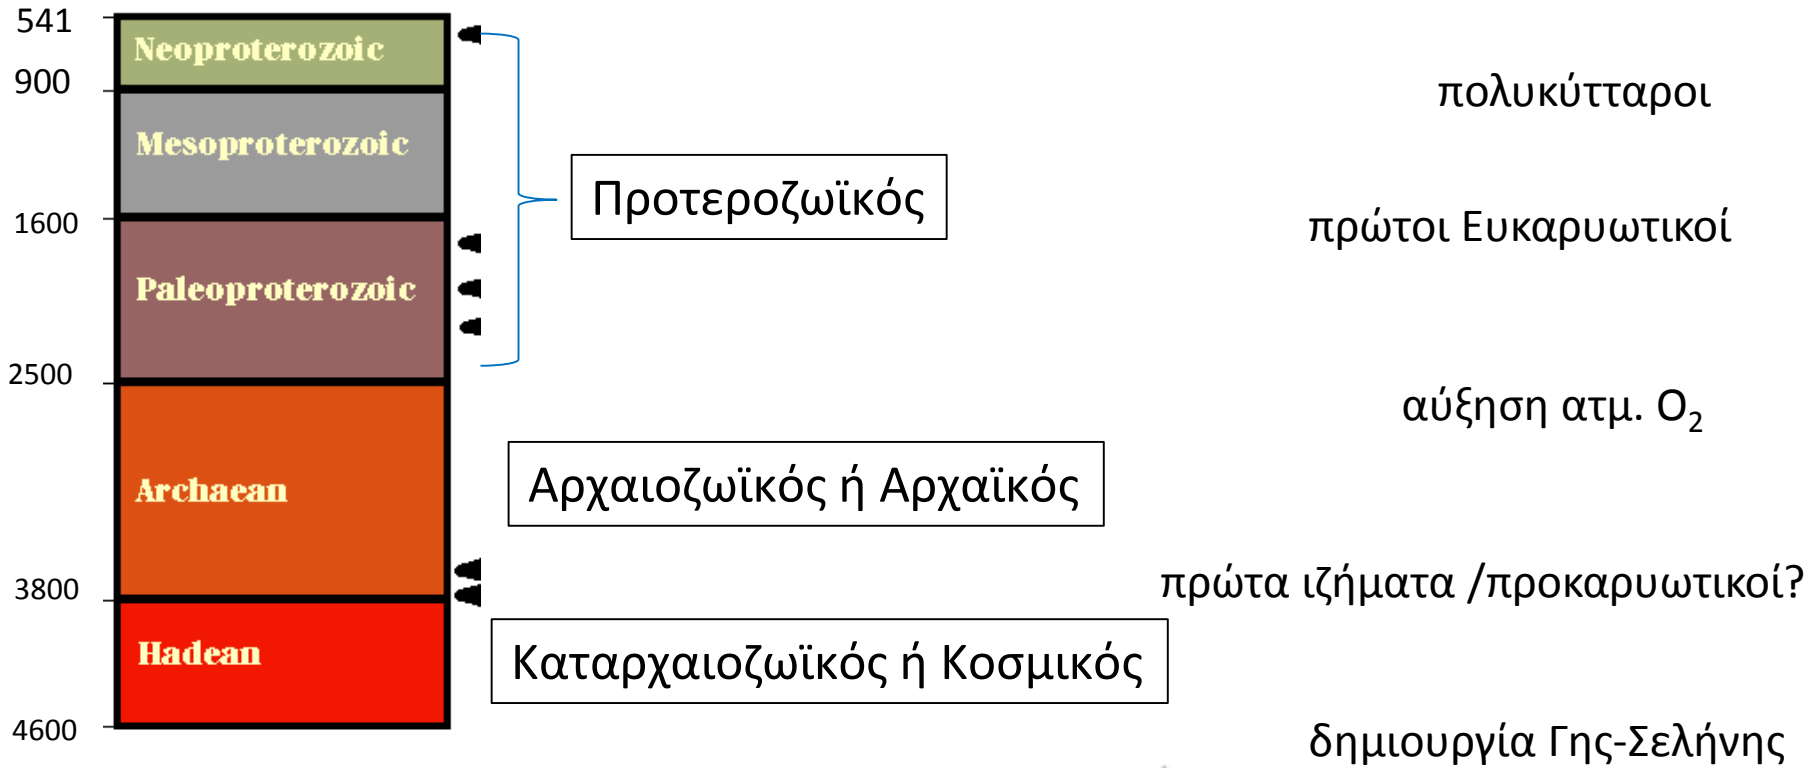 541
Neoproterozoic
900
πολυκύτταροι
Mesoproterozoic
Προτεροζωϊκός
1600
πρώτοι Ευκαρυωτικοί
Paleoproterozoic
2500
αύξηση ατμ. Ο₂
Archaean
Αρχαιοζωϊκός ή Αρχαϊκός
3800
πρώτα ιζήματα /προκαρυωτικοί?
Hadean
Καταρχαιοζωϊκός ή Κοσμικός
4600
δημιουργία Γης-Σελήνης